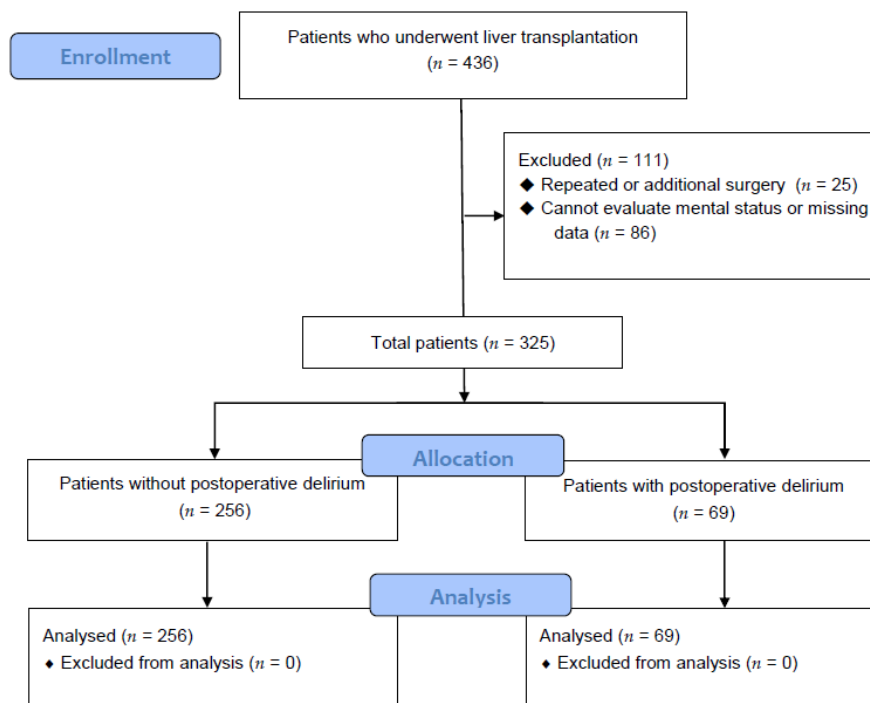 Enrollment
Patients who underwent liver transplantation
(n = 436)
Excluded (n = 111)
◆ Repeated or additional surgery (n = 25)
◆ Cannot evaluate mental status or missing
data (n = 86)
Total patients (n = 325)
Allocation
Patients without postoperative delirium
(n = 256)
Patients with postoperative delirium
(n = 69)
Analysis
Analysed (n = 256)
◆ Excluded from analysis (n = 0)
Analysed (n = 69)
◆ Excluded from analysis (n = 0)